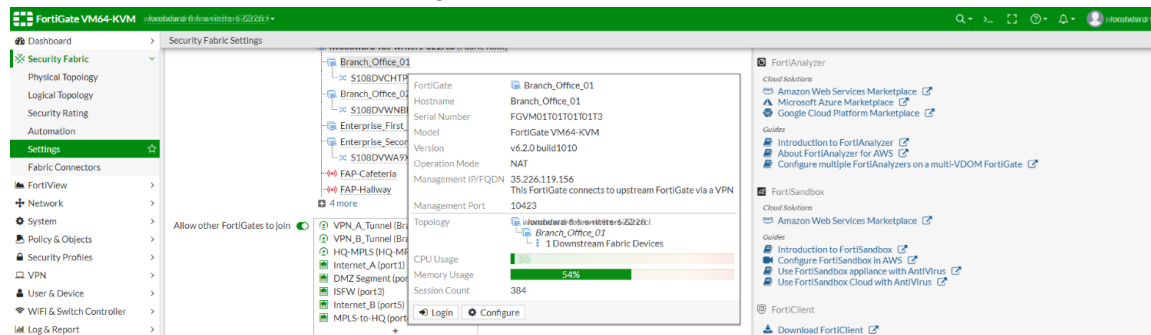 FortiGate VM64-KVM
Dashboard
Security Fabric
Physical Topology
Logical Topology
Security Rating
Automation
Settings
Fabric Connectors
FortiView
Network
System
Policy & Objects
Security Profiles
VPN
User & Device
WiFi & Switch Controller
Log & Report
Security Fabric Settings
Branch_Office_01
S108DVCHTP
Branch_Office_02
S108DVWNB
Enterprise_First_
Enterprise_Secon
S108DVWA9X
FAP-Cafeteria
FAP-Hallway
4 more
Allow other FortiGates to join
VPN_A_Tunnel (Bra
VPN_B_Tunnel (Bra
HQ-MPLS (HQ-MP
Internet_A (port1)
DMZ Segment (por
ISFW (port3)
Internet_B (port5)
MPLS-to-HQ (port
+
FortiGate Branch_Office_01
Hostname Branch_Office_01
Serial Number FGVM01T01T01T01T3
Model FortiGate VM64-KVM
Version v6.2.0 build1010
Operation Mode NAT
Management IP/FQDN 35.226.119.156
This FortiGate connects to upstream FortiGate via a VPN
Management Port 10423
Topology
Branch_Office_01
1 Downstream Fabric Devices
CPU Usage
Memory Usage 54%
Session Count 384
Login Configure
FortiAnalyzer
Cloud Solutions
Amazon Web Services Marketplace
Microsoft Azure Marketplace
Google Cloud Platform Marketplace
Guides
Introduction to FortiAnalyzer
About FortiAnalyzer for AWS
Configure multiple FortiAnalyzers on a multi-VDOM FortiGate
FortiSandbox
Cloud Solutions
Amazon Web Services Marketplace
Guides
Introduction to FortiSandbox
Configure FortiSandbox in AWS
Use FortiSandbox appliance with AntiVirus
Use FortiSandbox Cloud with AntiVirus
FortiClient
Download FortiClient